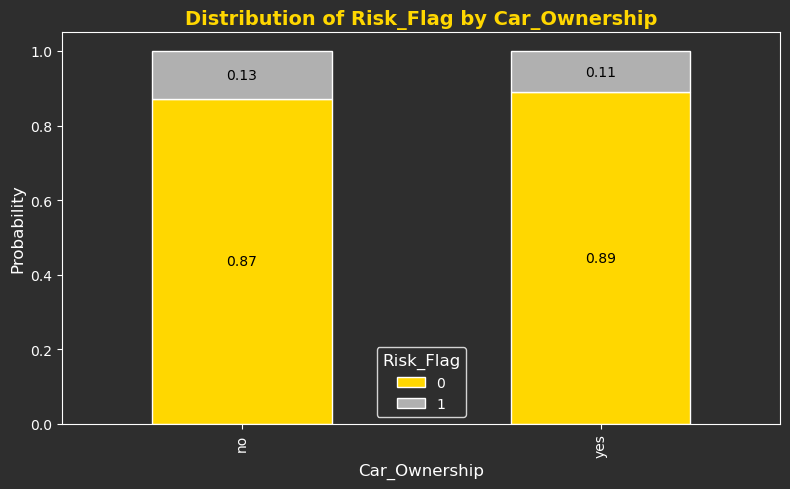 Distribution of Risk_Flag by Car_Ownership
1.0
0.8
0.6
0.4
0.2
0.0
Probability
0.13
0.87
0.11
0.89
Risk_Flag
0
1
no
yes
Car_Ownership